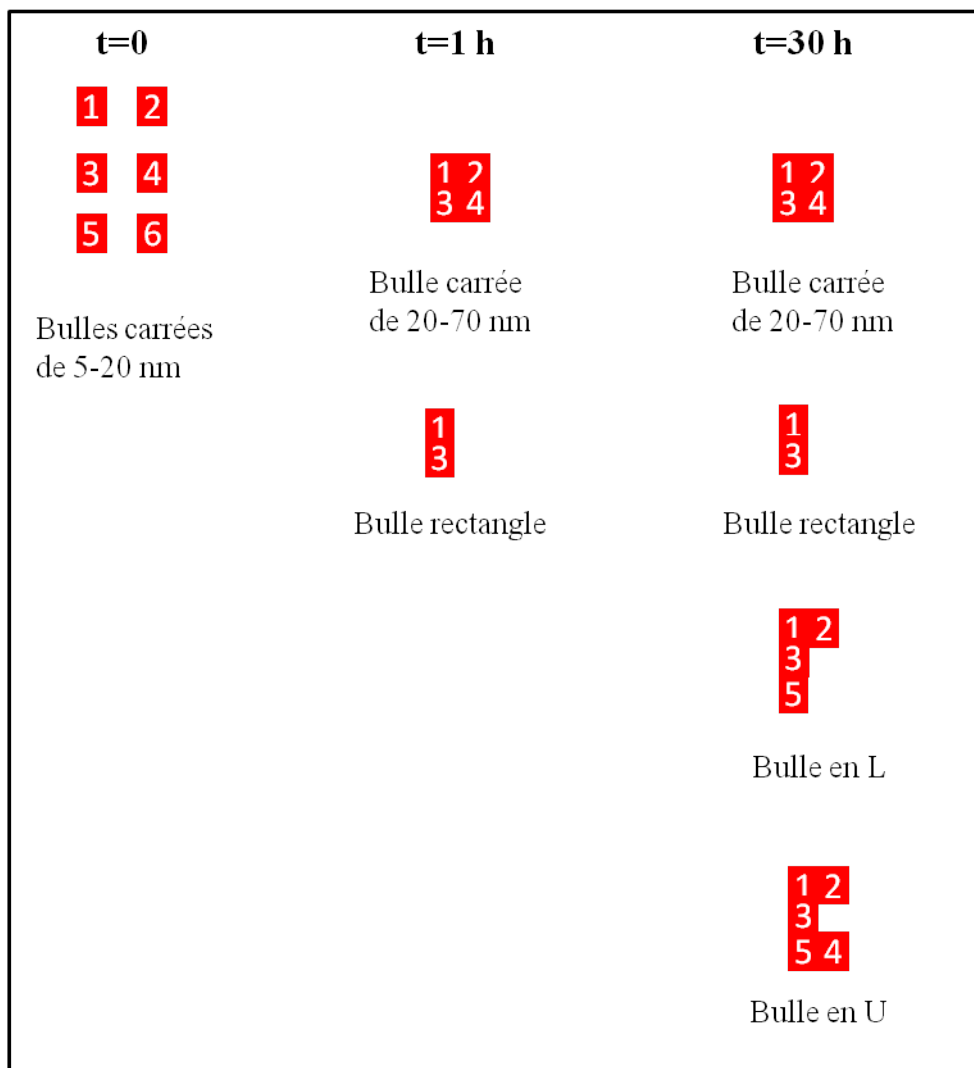 t=0
t=1 h
t=30 h
1 2
3 4
5 6
Bulles carrées
de 5-20 nm
1 2
3 4
Bulle carrée
de 20-70 nm
1 2
3 4
Bulle carrée
de 20-70 nm
1
3
Bulle rectangle
1
3
Bulle rectangle
1 2
3
5
Bulle en L
1 2
3
5 4
Bulle en U